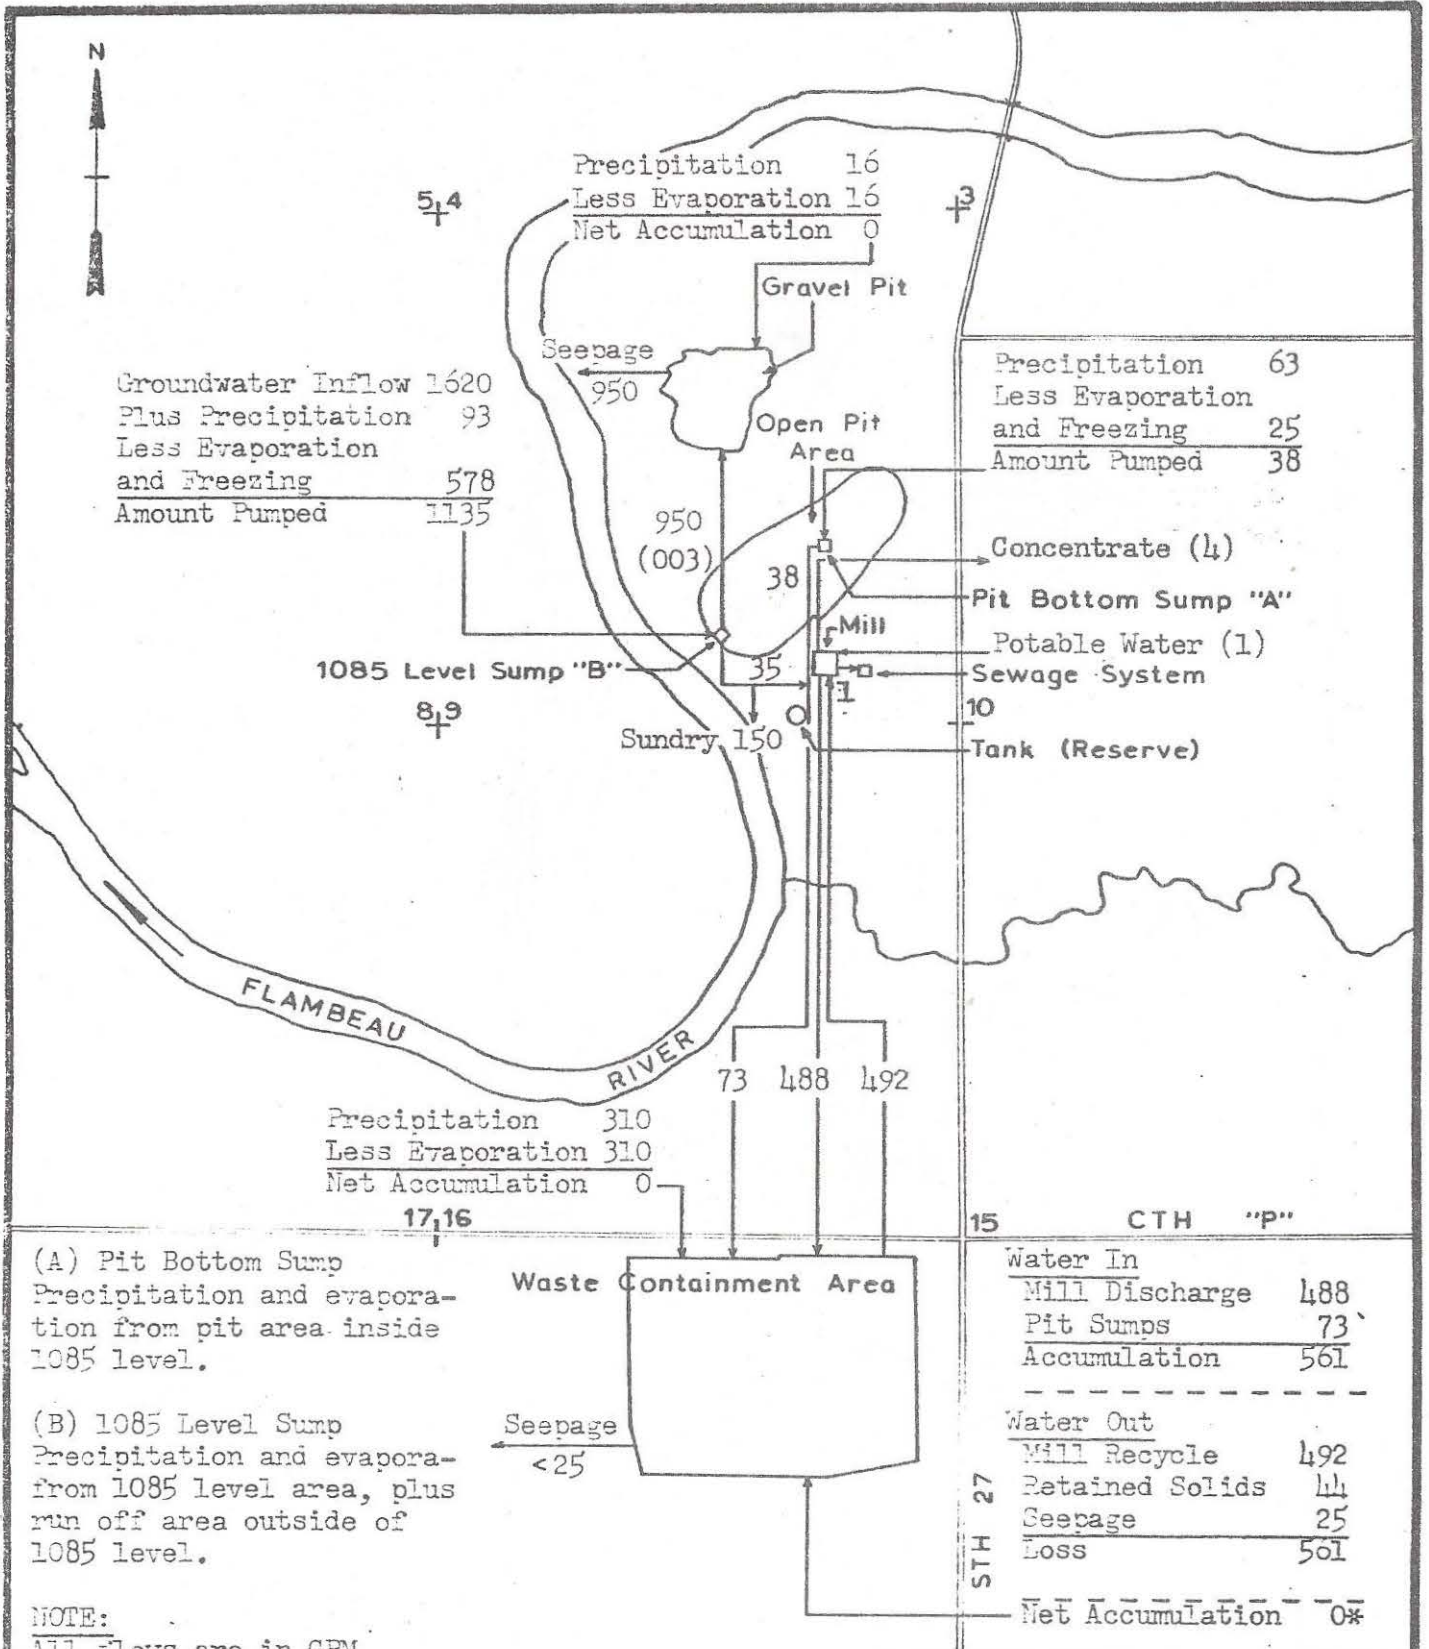 N
Precipitation 16
Less Evaporation 16
Net Accumulation 0
5 4
3
Gravel Pit
Seepage
950
Groundwater Inflow 1620
Plus Precipitation 93
Less Evaporation
and Freezing 578
Amount Pumped 1135
Precipitation 63
Less Evaporation
and Freezing 25
Amount Pumped 38
Open Pit
Area
950
(003)
38
Concentrate (4)
Pit Bottom Sump "A"
Mill
Potable Water (1)
Sewage System
1085 Level Sump "B"
35
1
8 9
10
Sundry 150
Tank (Reserve)
FLAMBEAU
RIVER
73 488 492
Precipitation 310
Less Evaporation 310
Net Accumulation 0
17 16
15
CTH "P"
(A) Pit Bottom Sump
Precipitation and evapora-
tion from pit area inside
1085 level.
(B) 1085 Level Sump
Precipitation and evapora-
from 1085 level area, plus
run off area outside of
1085 level.
NOTE:
All flows are in GPM
Waste Containment Area
Seepage
<25
STH 27
Water In
Mill Discharge 488
Pit Sumps 73
Accumulation 561
Water Out
Mill Recycle 492
Retained Solids 44
Seepage 25
Loss 561
Net Accumulation 0*